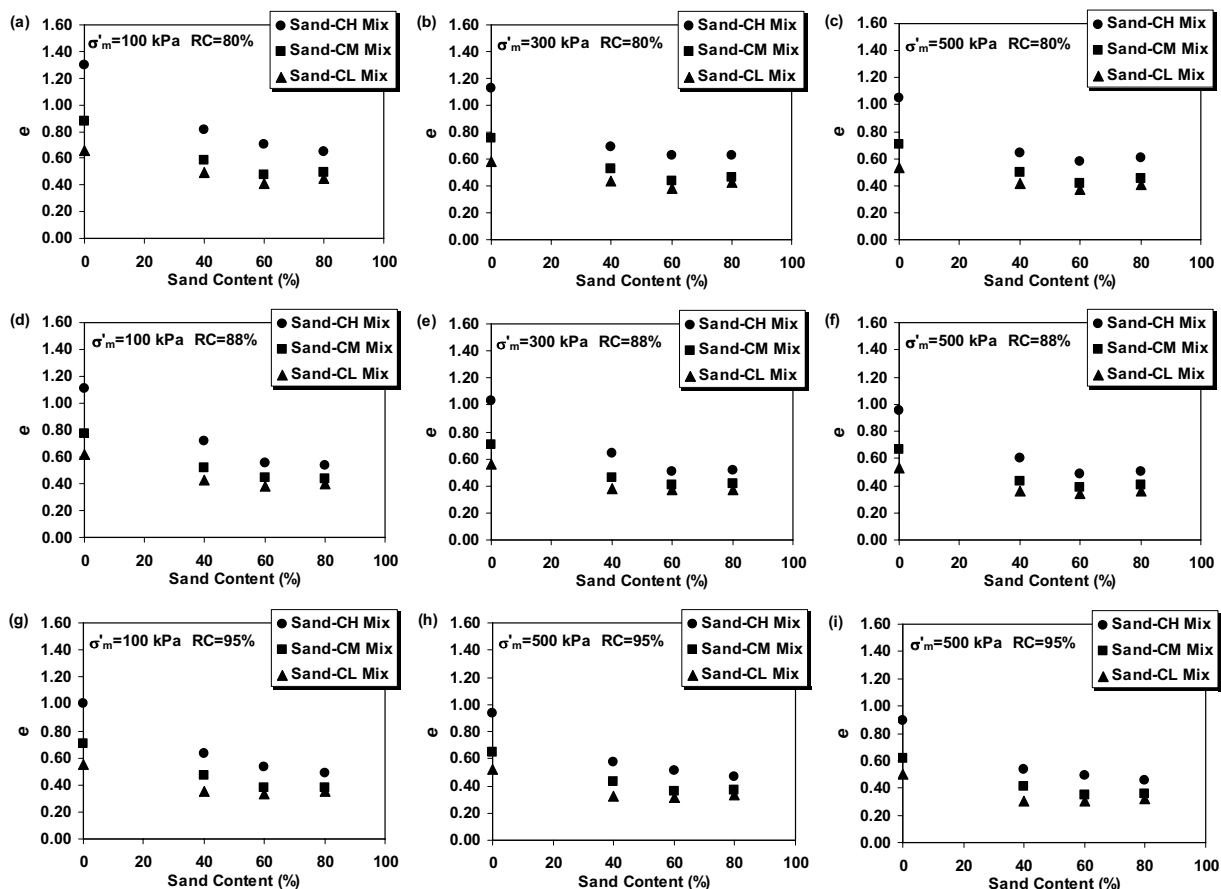 (a)
1.60
1.40
1.20
1.00
0.80
0.60
0.40
0.20
0.00
e
σ'm=100 kPa RC=80%
Sand-CH Mix
Sand-CM Mix
Sand-CL Mix
0 20 40 60 80 100
Sand Content (%)
(b)
1.60
1.40
1.20
1.00
0.80
0.60
0.40
0.20
0.00
e
σ'm=300 kPa RC=80%
Sand-CH Mix
Sand-CM Mix
Sand-CL Mix
0 20 40 60 80 100
Sand Content (%)
(c)
1.60
1.40
1.20
1.00
0.80
0.60
0.40
0.20
0.00
e
σ'm=500 kPa RC=80%
Sand-CH Mix
Sand-CM Mix
Sand-CL Mix
0 20 40 60 80 100
Sand Content (%)
(d)
1.60
1.40
1.20
1.00
0.80
0.60
0.40
0.20
0.00
e
σ'm=100 kPa RC=88%
Sand-CH Mix
Sand-CM Mix
Sand-CL Mix
0 20 40 60 80 100
Sand Content (%)
(e)
1.60
1.40
1.20
1.00
0.80
0.60
0.40
0.20
0.00
e
σ'm=300 kPa RC=88%
Sand-CH Mix
Sand-CM Mix
Sand-CL Mix
0 20 40 60 80 100
Sand Content (%)
(f)
1.60
1.40
1.20
1.00
0.80
0.60
0.40
0.20
0.00
e
σ'm=500 kPa RC=88%
Sand-CH Mix
Sand-CM Mix
Sand-CL Mix
0 20 40 60 80 100
Sand Content (%)
(g)
1.60
1.40
1.20
1.00
0.80
0.60
0.40
0.20
0.00
e
σ'm=100 kPa RC=95%
Sand-CH Mix
Sand-CM Mix
Sand-CL Mix
0 20 40 60 80 100
Sand Content (%)
(h)
1.60
1.40
1.20
1.00
0.80
0.60
0.40
0.20
0.00
e
σ'm=500 kPa RC=95%
Sand-CH Mix
Sand-CM Mix
Sand-CL Mix
0 20 40 60 80 100
Sand Content (%)
(i)
1.60
1.40
1.20
1.00
0.80
0.60
0.40
0.20
0.00
e
σ'm=500 kPa RC=95%
Sand-CH Mix
Sand-CM Mix
Sand-CL Mix
0 20 40 60 80 100
Sand Content (%)